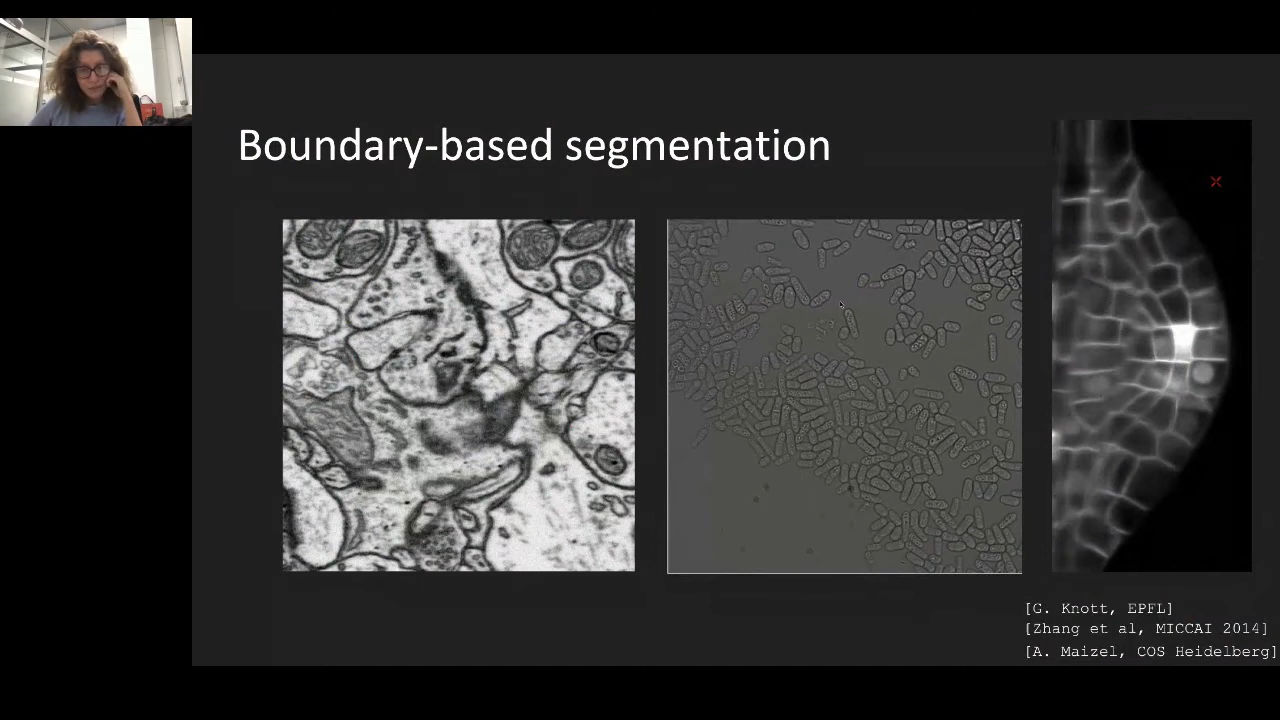 Boundary-based segmentation
[G. Knott, EPFL]
[Zhang et al, MICCAI 2014]
[A. Maizel, COS Heidelberg]